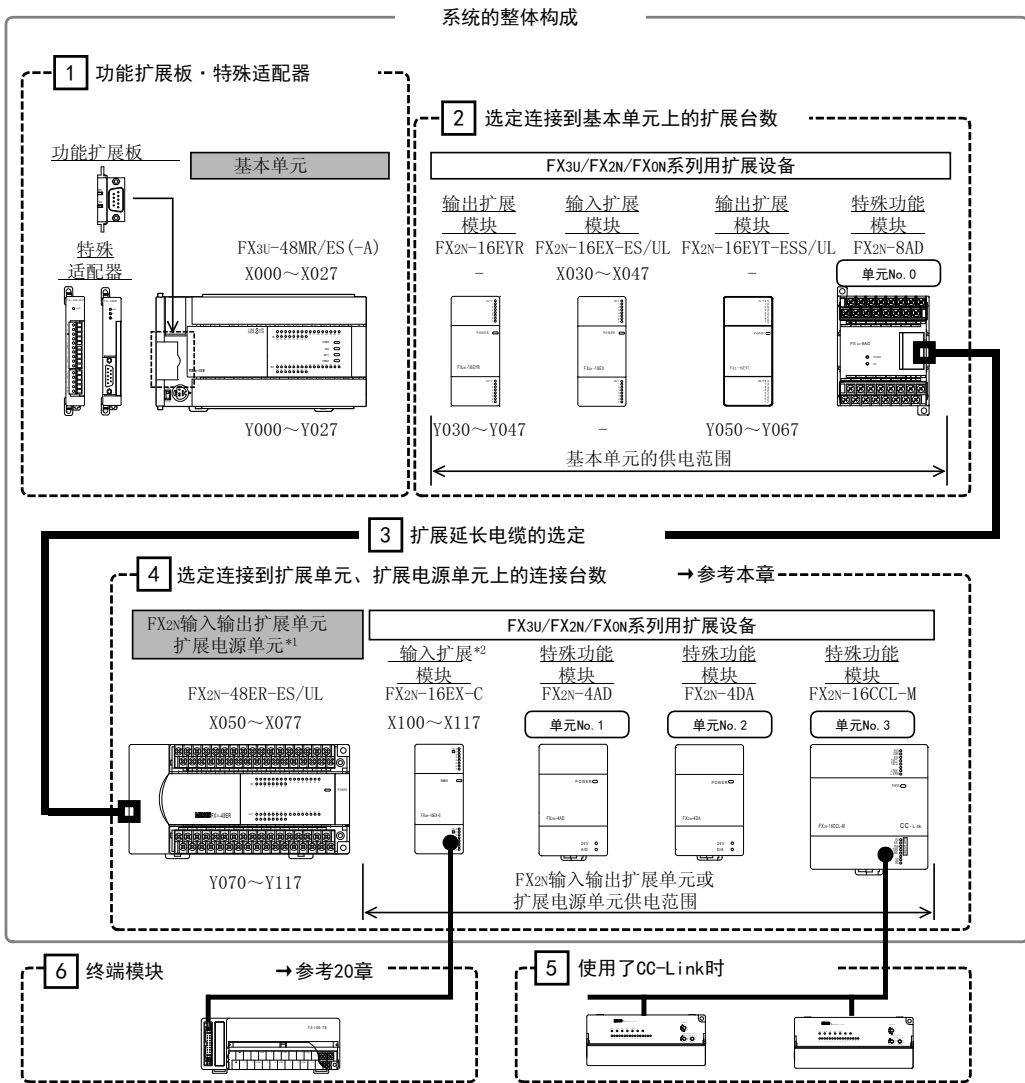 系统的整体构成
1 功能扩展板·特殊适配器
功能扩展板
基本单元
特殊
适配器
FX3U-48MR/ES(-A)
X000~X027
Y000~Y027
2 选定连接到基本单元上的扩展台数
FX3U/FX2N/FX0N系列用扩展设备
输出扩展
模块
FX2N-16EYR
-
Y030~Y047
输入扩展
模块
FX2N-16EX-ES/UL
X030~X047
-
输出扩展
模块
FX2N-16EYT-ESS/UL
-
Y050~Y067
特殊功能
模块
FX2N-8AD
单元No.0
基本单元的供电范围
3 扩展延长电缆的选定
4 选定连接到扩展单元、扩展电源单元上的连接台数 →参考本章
FX2N输入输出扩展单元
扩展电源单元*1
FX2N-48ER-ES/UL
X050~X077
Y070~Y117
FX3U/FX2N/FX0N系列用扩展设备
输入扩展*2
模块
FX2N-16EX-C
X100~X117
特殊功能
模块
FX2N-4AD
单元No.1
POWER
FX2N-4AD
24V
A/D
特殊功能
模块
FX2N-4DA
单元No.2
POWER
FX2N-4DA
24V
D/A
特殊功能
模块
FX2N-16CCL-M
单元No.3
FX2N-16CCL-M
CC-Link
FX2N输入输出扩展单元或
扩展电源单元供电范围
6 终端模块 →参考20章
5 使用了CC-Link时